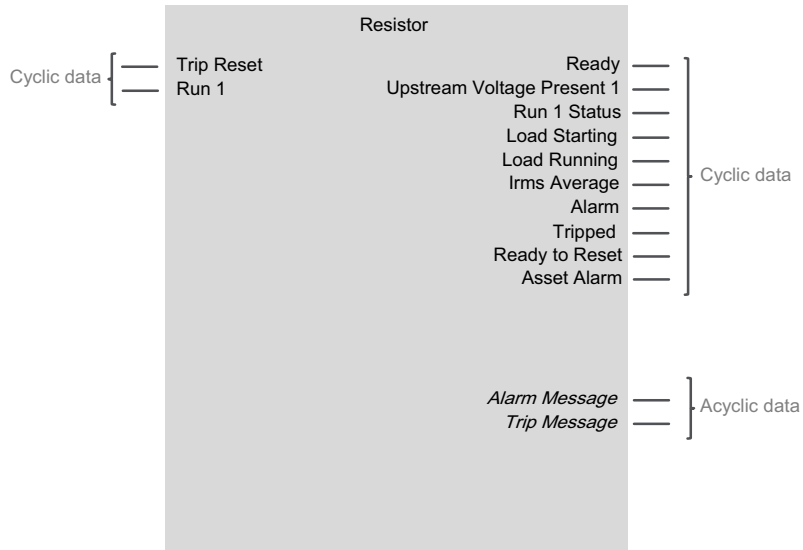 Resistor
Cyclic data
Trip Reset
Run 1
Ready
Upstream Voltage Present 1
Run 1 Status
Load Starting
Load Running
Irms Average
Alarm
Tripped
Ready to Reset
Asset Alarm
Cyclic data
Alarm Message
Trip Message
Acyclic data